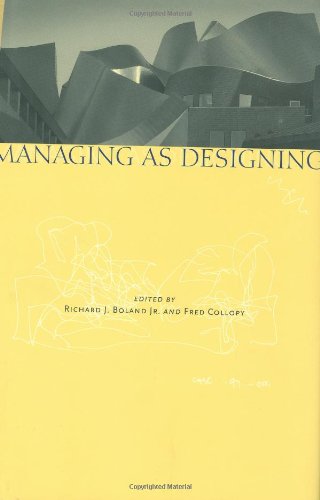 MANAGING AS DESIGNING
EDITED BY
RICHARD J. BOLAND JR. AND FRED COLLOPY